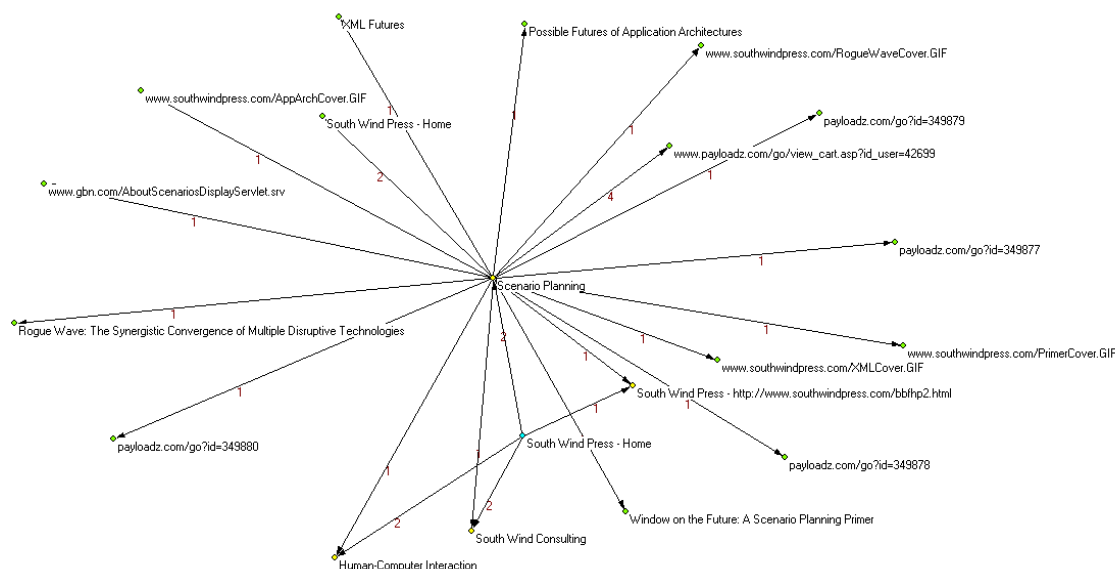 XML Futures
Possible Futures of Application Architectures
www.southwindpress.com/RogueWaveCover.GIF
www.southwindpress.com/AppArchCover.GIF
1
1
South Wind Press - Home
payloadz.com/go?id=349879
1
www.payloadz.com/go/view_cart.asp?id_user=42699
1
2
1
www.gbn.com/AboutScenariosDisplayServlet.srv
4
1
payloadz.com/go?id=349877
1
Scenario Planning
1
Rogue Wave: The Synergistic Convergence of Multiple Disruptive Technologies
1
2
1
1
www.southwindpress.com/PrimerCover.GIF
www.southwindpress.com/XMLCover.GIF
1
South Wind Press - http://www.southwindpress.com/bbfhp2.html
1
1
1
payloadz.com/go?id=349880
South Wind Press - Home
1
1
payloadz.com/go?id=349878
2
Window on the Future: A Scenario Planning Primer
2
South Wind Consulting
Human-Computer Interaction